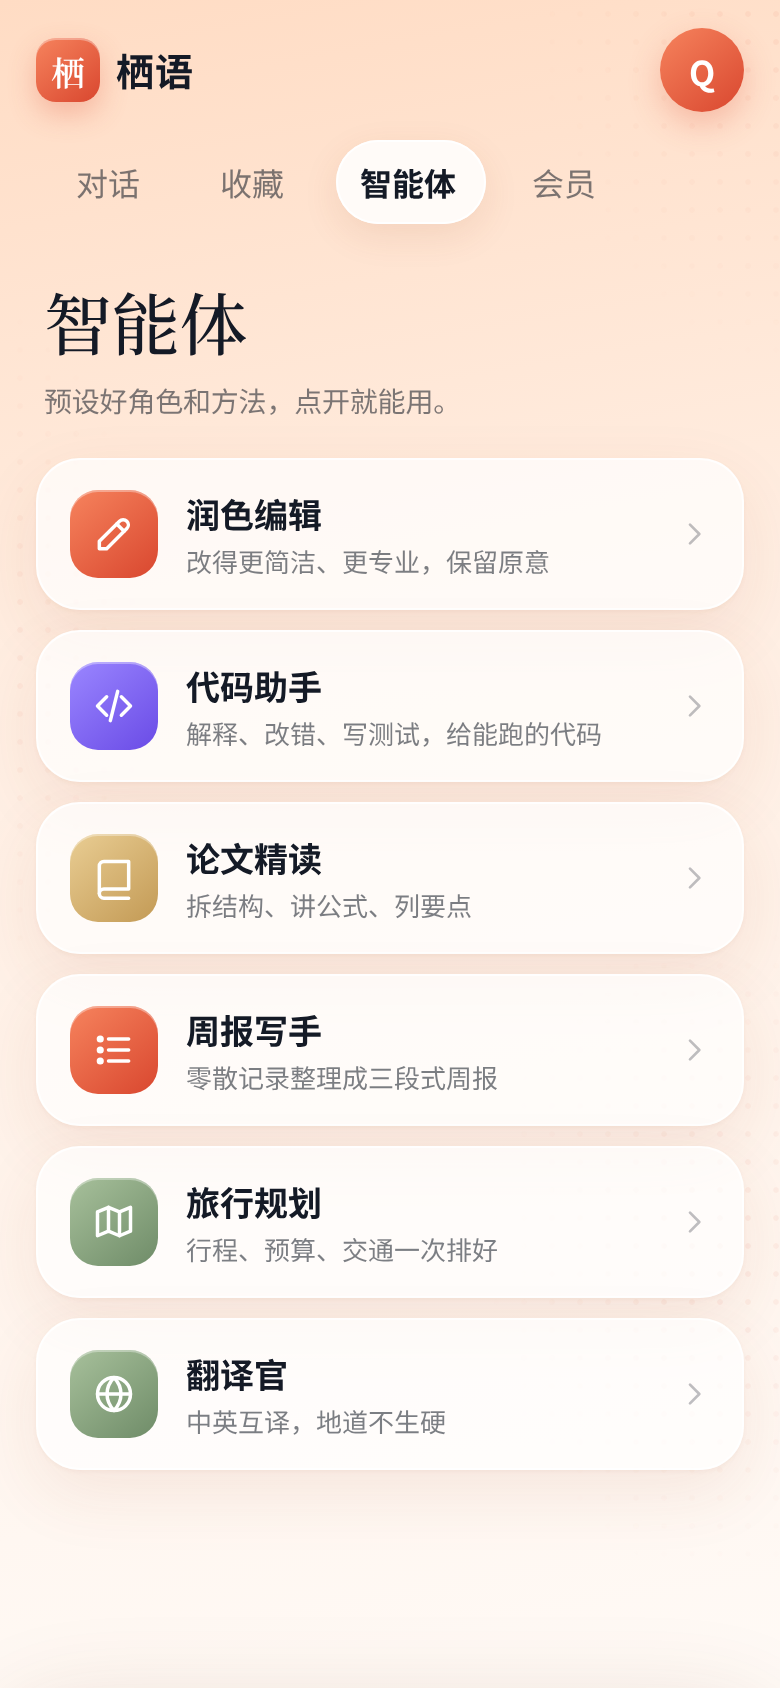 栖 栖语
Q
对话 收藏 智能体 会员
智能体
预设好角色和方法，点开就能用。
润色编辑
改得更简洁、更专业，保留原意
代码助手
解释、改错、写测试，给能跑的代码
论文精读
拆结构、讲公式、列要点
周报写手
零散记录整理成三段式周报
旅行规划
行程、预算、交通一次排好
翻译官
中英互译，地道不生硬